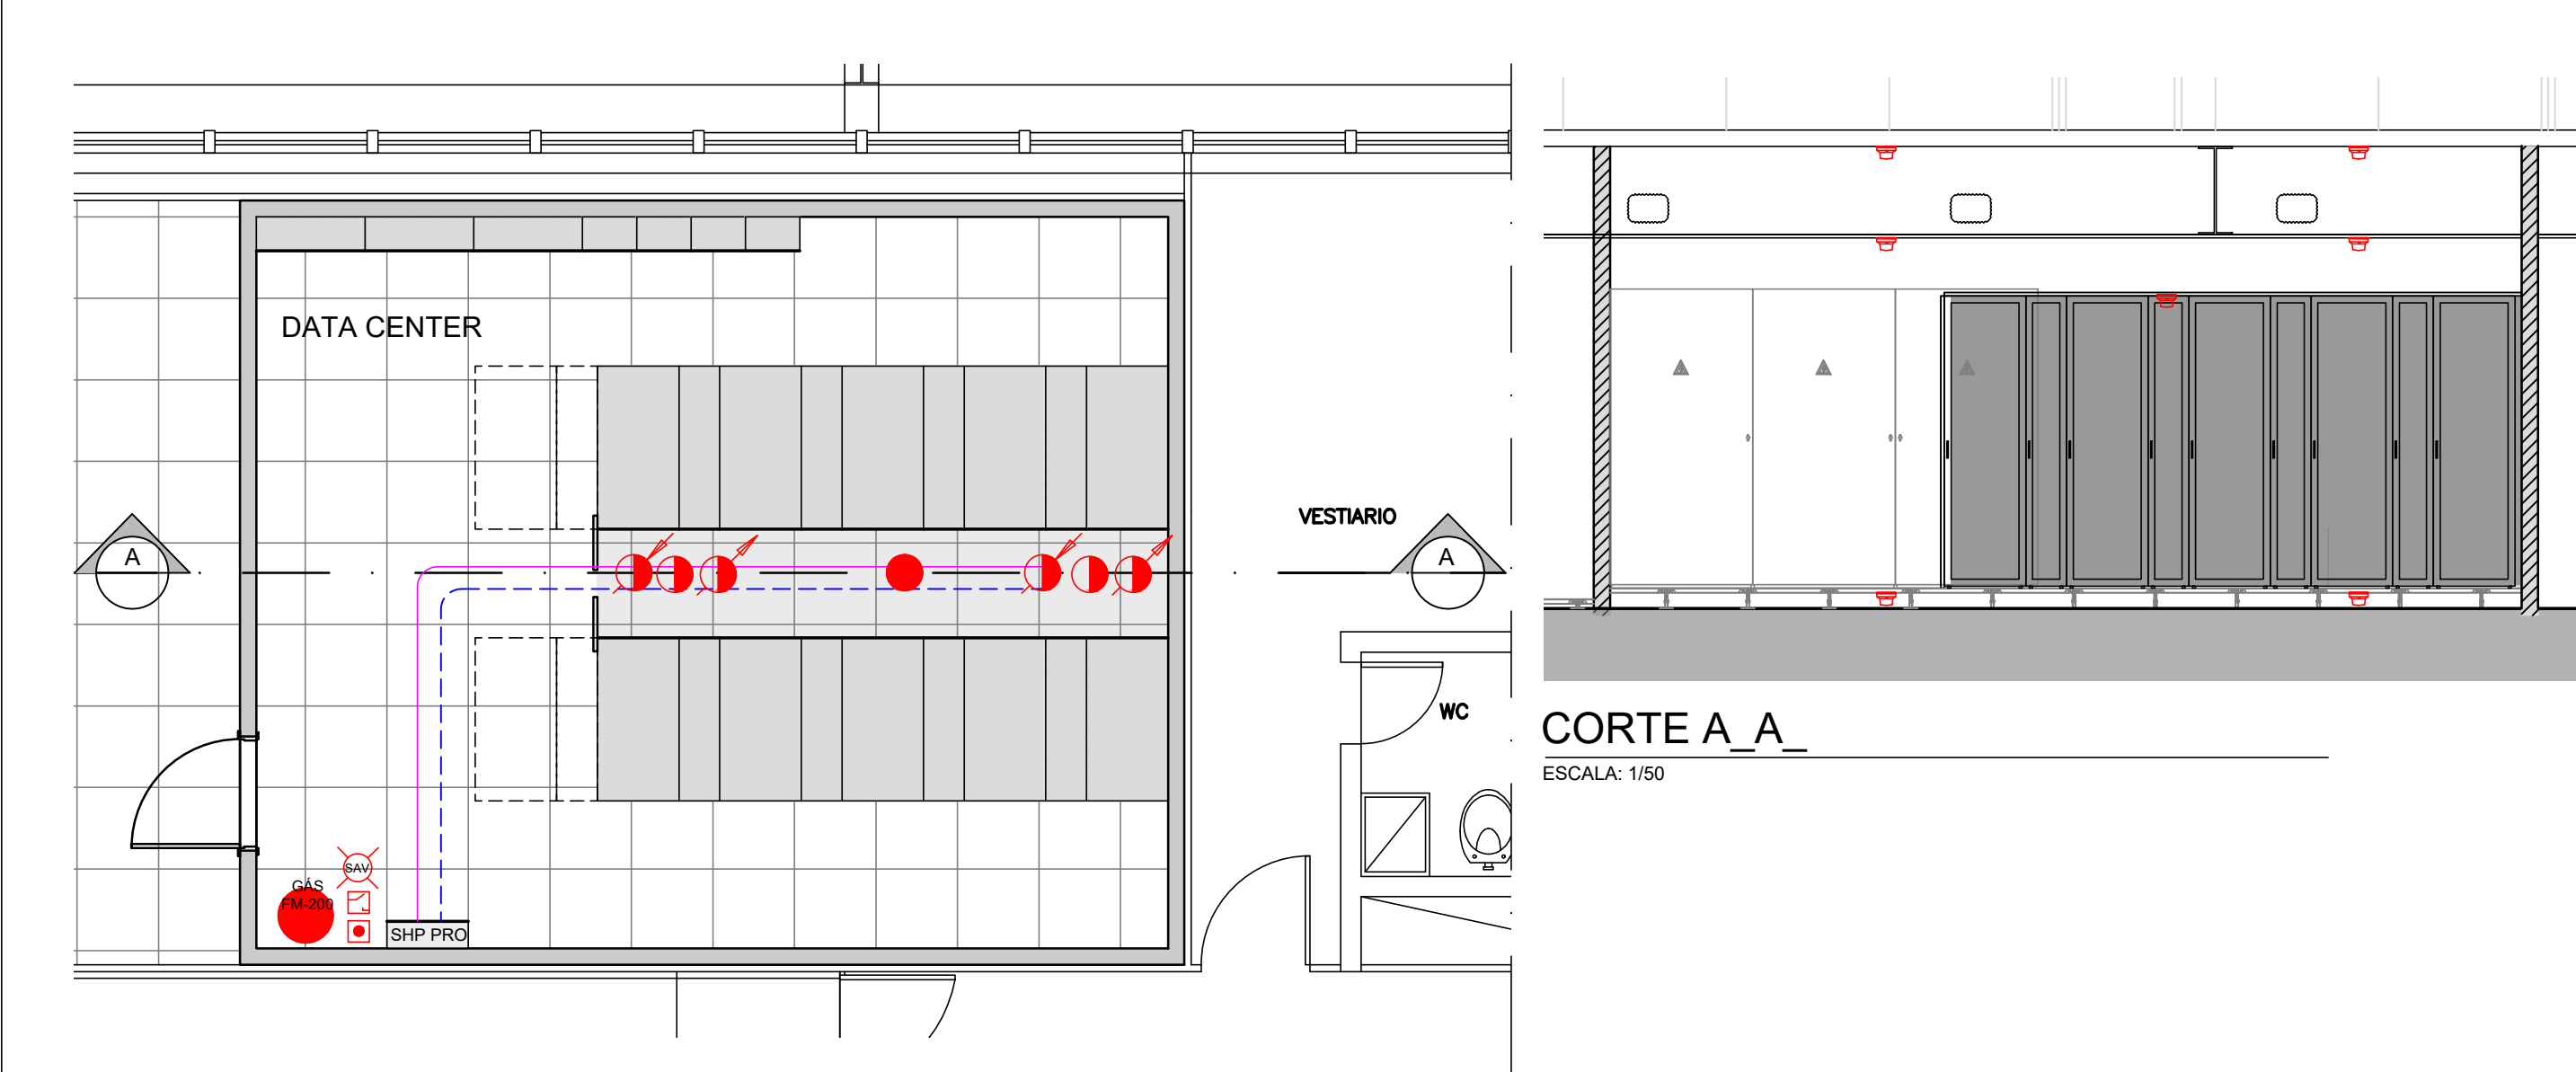 DATA CENTER
VESTIARIO
A
A
WC
SAV
GÁS
FM-200
SHP PRO
CORTE A_A_
ESCALA: 1/50